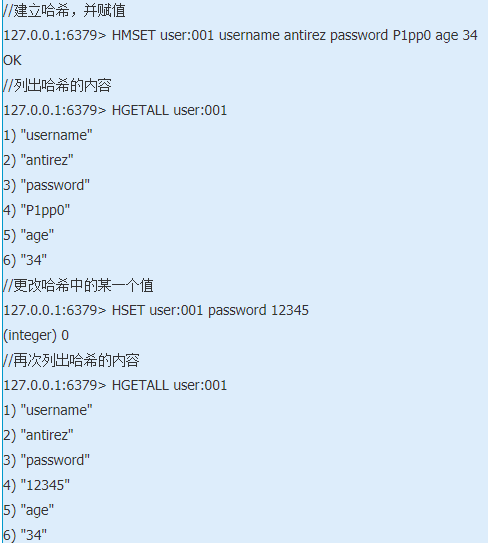 //建立哈希，并赋值
127.0.0.1:6379> HMSET user:001 username antirez password P1pp0 age 34
OK
//列出哈希的内容
127.0.0.1:6379> HGETALL user:001
1) "username"
2) "antirez"
3) "password"
4) "P1pp0"
5) "age"
6) "34"
//更改哈希中的某一个值
127.0.0.1:6379> HSET user:001 password 12345
(integer) 0
//再次列出哈希的内容
127.0.0.1:6379> HGETALL user:001
1) "username"
2) "antirez"
3) "password"
4) "12345"
5) "age"
6) "34"